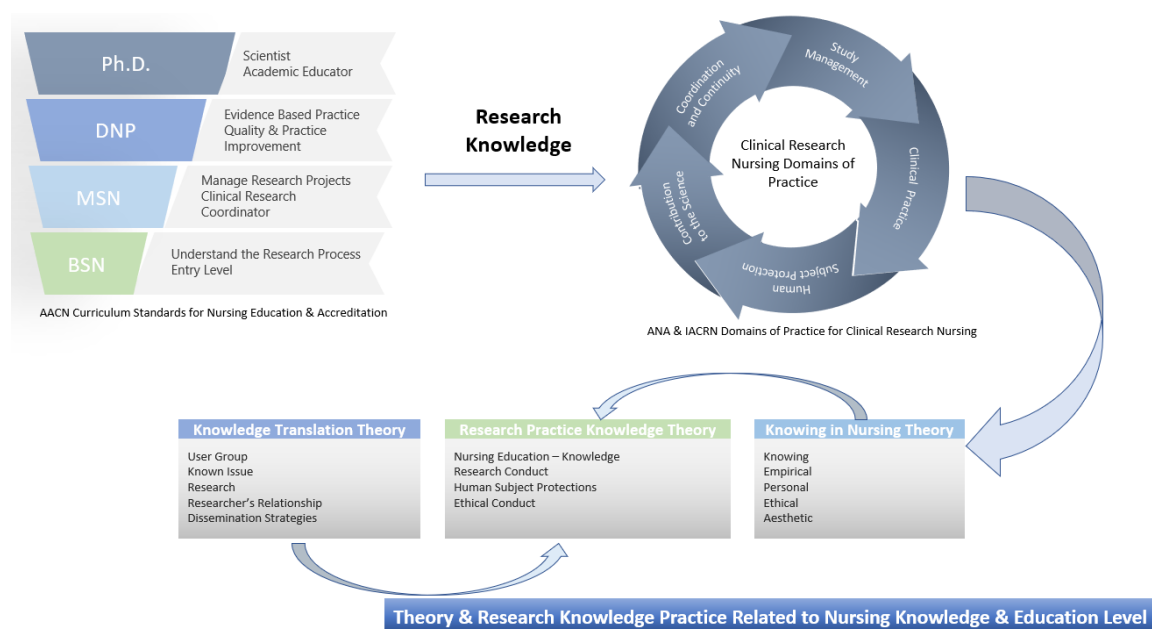 Ph.D.
Scientist
Academic Educator
DNP
Evidence Based Practice
Quality & Practice
Improvement
MSN
Manage Research Projects
Clinical Research
Coordinator
BSN
Understand the Research Process
Entry Level
AACN Curriculum Standards for Nursing Education & Accreditation
Research
Knowledge
Study
Management
Clinical Practice
Human
Subject Protection
Contribution
to the Science
Coordination
and Continuity
Clinical Research
Nursing Domains of
Practice
ANA & IACRN Domains of Practice for Clinical Research Nursing
Knowledge Translation Theory
User Group
Known Issue
Research
Researcher's Relationship
Dissemination Strategies
Research Practice Knowledge Theory
Nursing Education – Knowledge
Research Conduct
Human Subject Protections
Ethical Conduct
Knowing in Nursing Theory
Knowing
Empirical
Personal
Ethical
Aesthetic
Theory & Research Knowledge Practice Related to Nursing Knowledge & Education Level